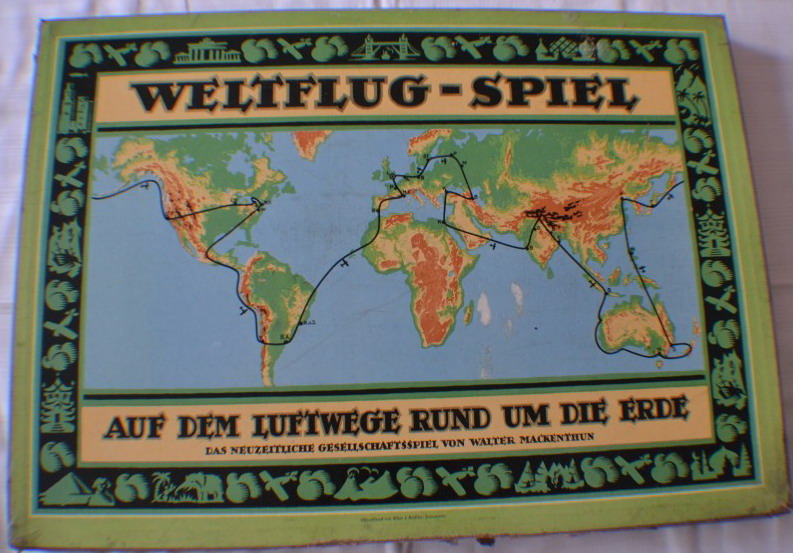 WELTFLUG-SPIEL
AUF DEM LUFTWEGE RUND UM DIE ERDE
DAS NEUZEITLICHE GESELLSCHAFTSSPIEL VON WALTER MACKENTHUN